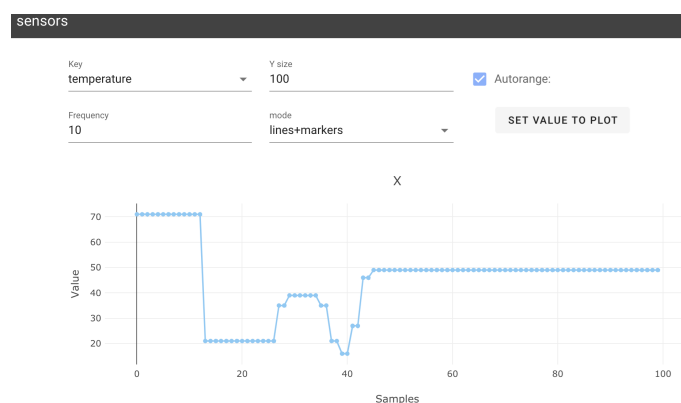 sensors
Key
temperature
Y size
100
Autorange:
Frequency
10
mode
lines+markers
SET VALUE TO PLOT
X
70
60
50
40
30
20
Value
0 20 40 60 80 100
Samples